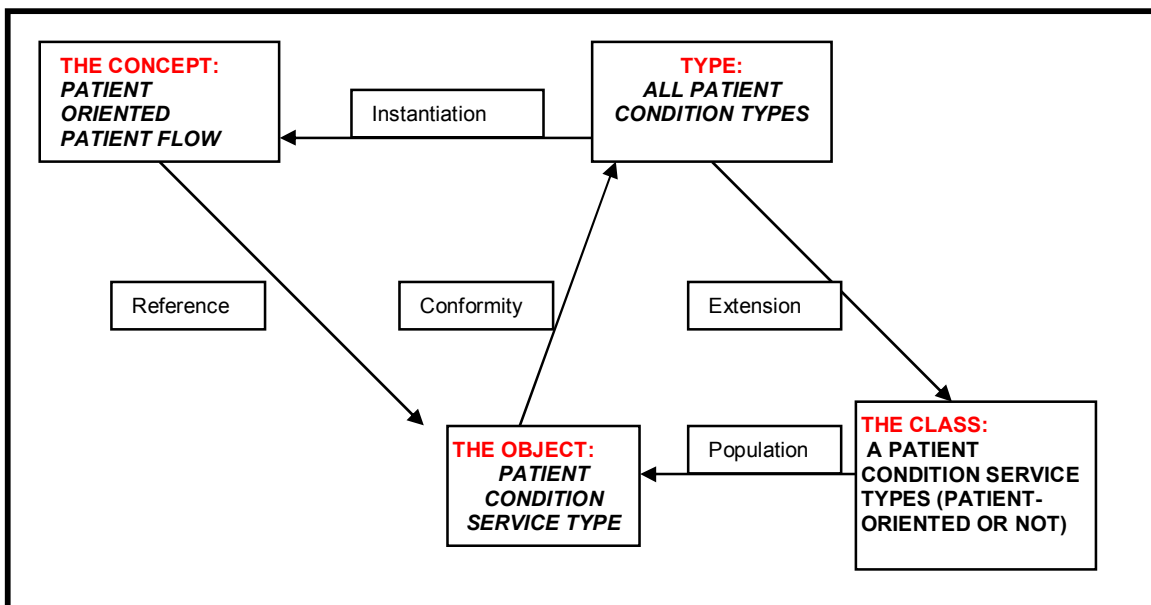 THE CONCEPT:
PATIENT
ORIENTED
PATIENT FLOW
Instantiation
TYPE:
ALL PATIENT
CONDITION TYPES
Reference
Conformity
Extension
THE OBJECT:
PATIENT
CONDITION
SERVICE TYPE
Population
THE CLASS:
A PATIENT
CONDITION SERVICE
TYPES (PATIENT-
ORIENTED OR NOT)